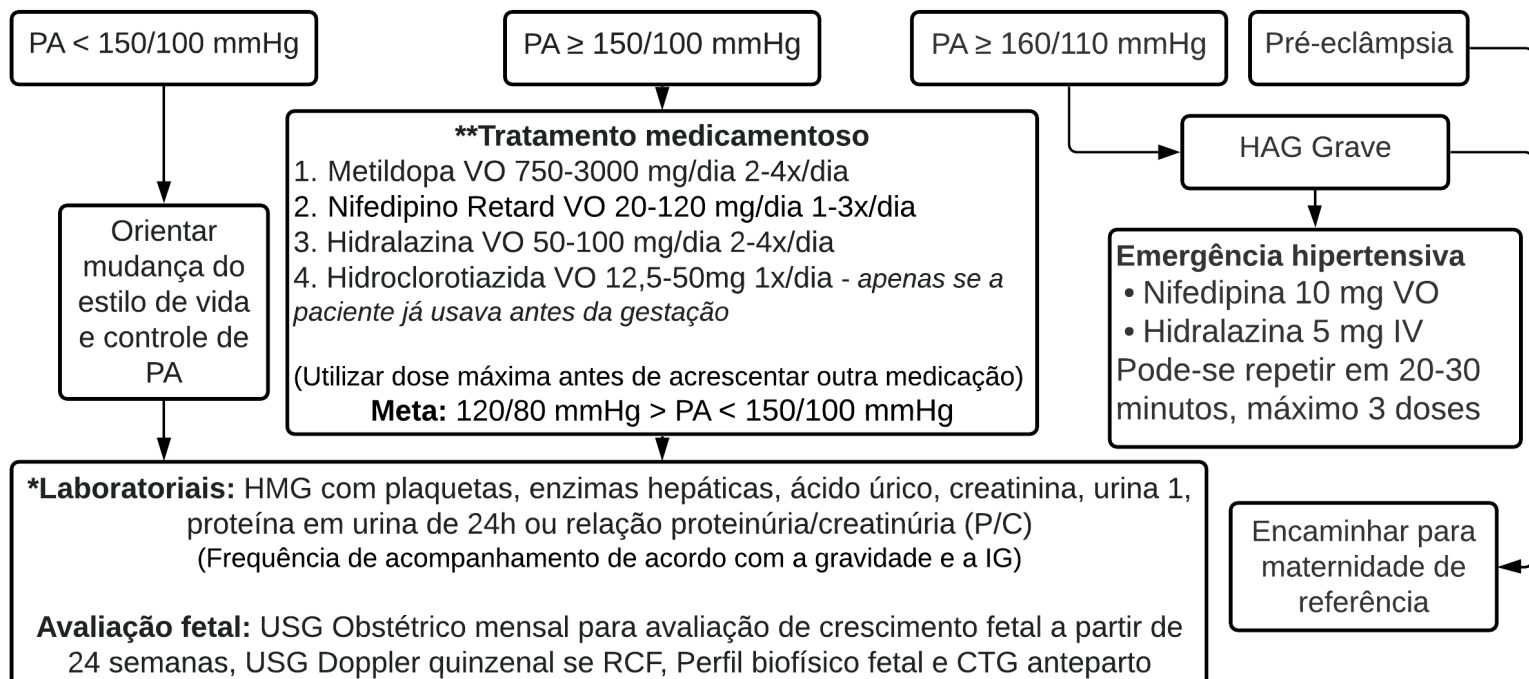 PA < 150/100 mmHg
PA ≥ 150/100 mmHg
PA ≥ 160/110 mmHg
Pré-eclâmpsia
**Tratamento medicamentoso
1. Metildopa VO 750-3000 mg/dia 2-4x/dia
2. Nifedipino Retard VO 20-120 mg/dia 1-3x/dia
3. Hidralazina VO 50-100 mg/dia 2-4x/dia
4. Hidroclorotiazida VO 12,5-50mg 1x/dia - apenas se a
paciente já usava antes da gestação
(Utilizar dose máxima antes de acrescentar outra medicação)
Meta: 120/80 mmHg > PA < 150/100 mmHg
HAG Grave
Orientar
mudança do
estilo de vida
e controle de
PA
Emergência hipertensiva
• Nifedipina 10 mg VO
• Hidralazina 5 mg IV
Pode-se repetir em 20-30
minutos, máximo 3 doses
*Laboratoriais: HMG com plaquetas, enzimas hepáticas, ácido úrico, creatinina, urina 1,
proteína em urina de 24h ou relação proteinúria/creatinúria (P/C)
(Frequência de acompanhamento de acordo com a gravidade e a IG)
Avaliação fetal: USG Obstétrico mensal para avaliação de crescimento fetal a partir de
24 semanas, USG Doppler quinzenal se RCF, Perfil biofísico fetal e CTG anteparto
Encaminhar para
maternidade de
referência